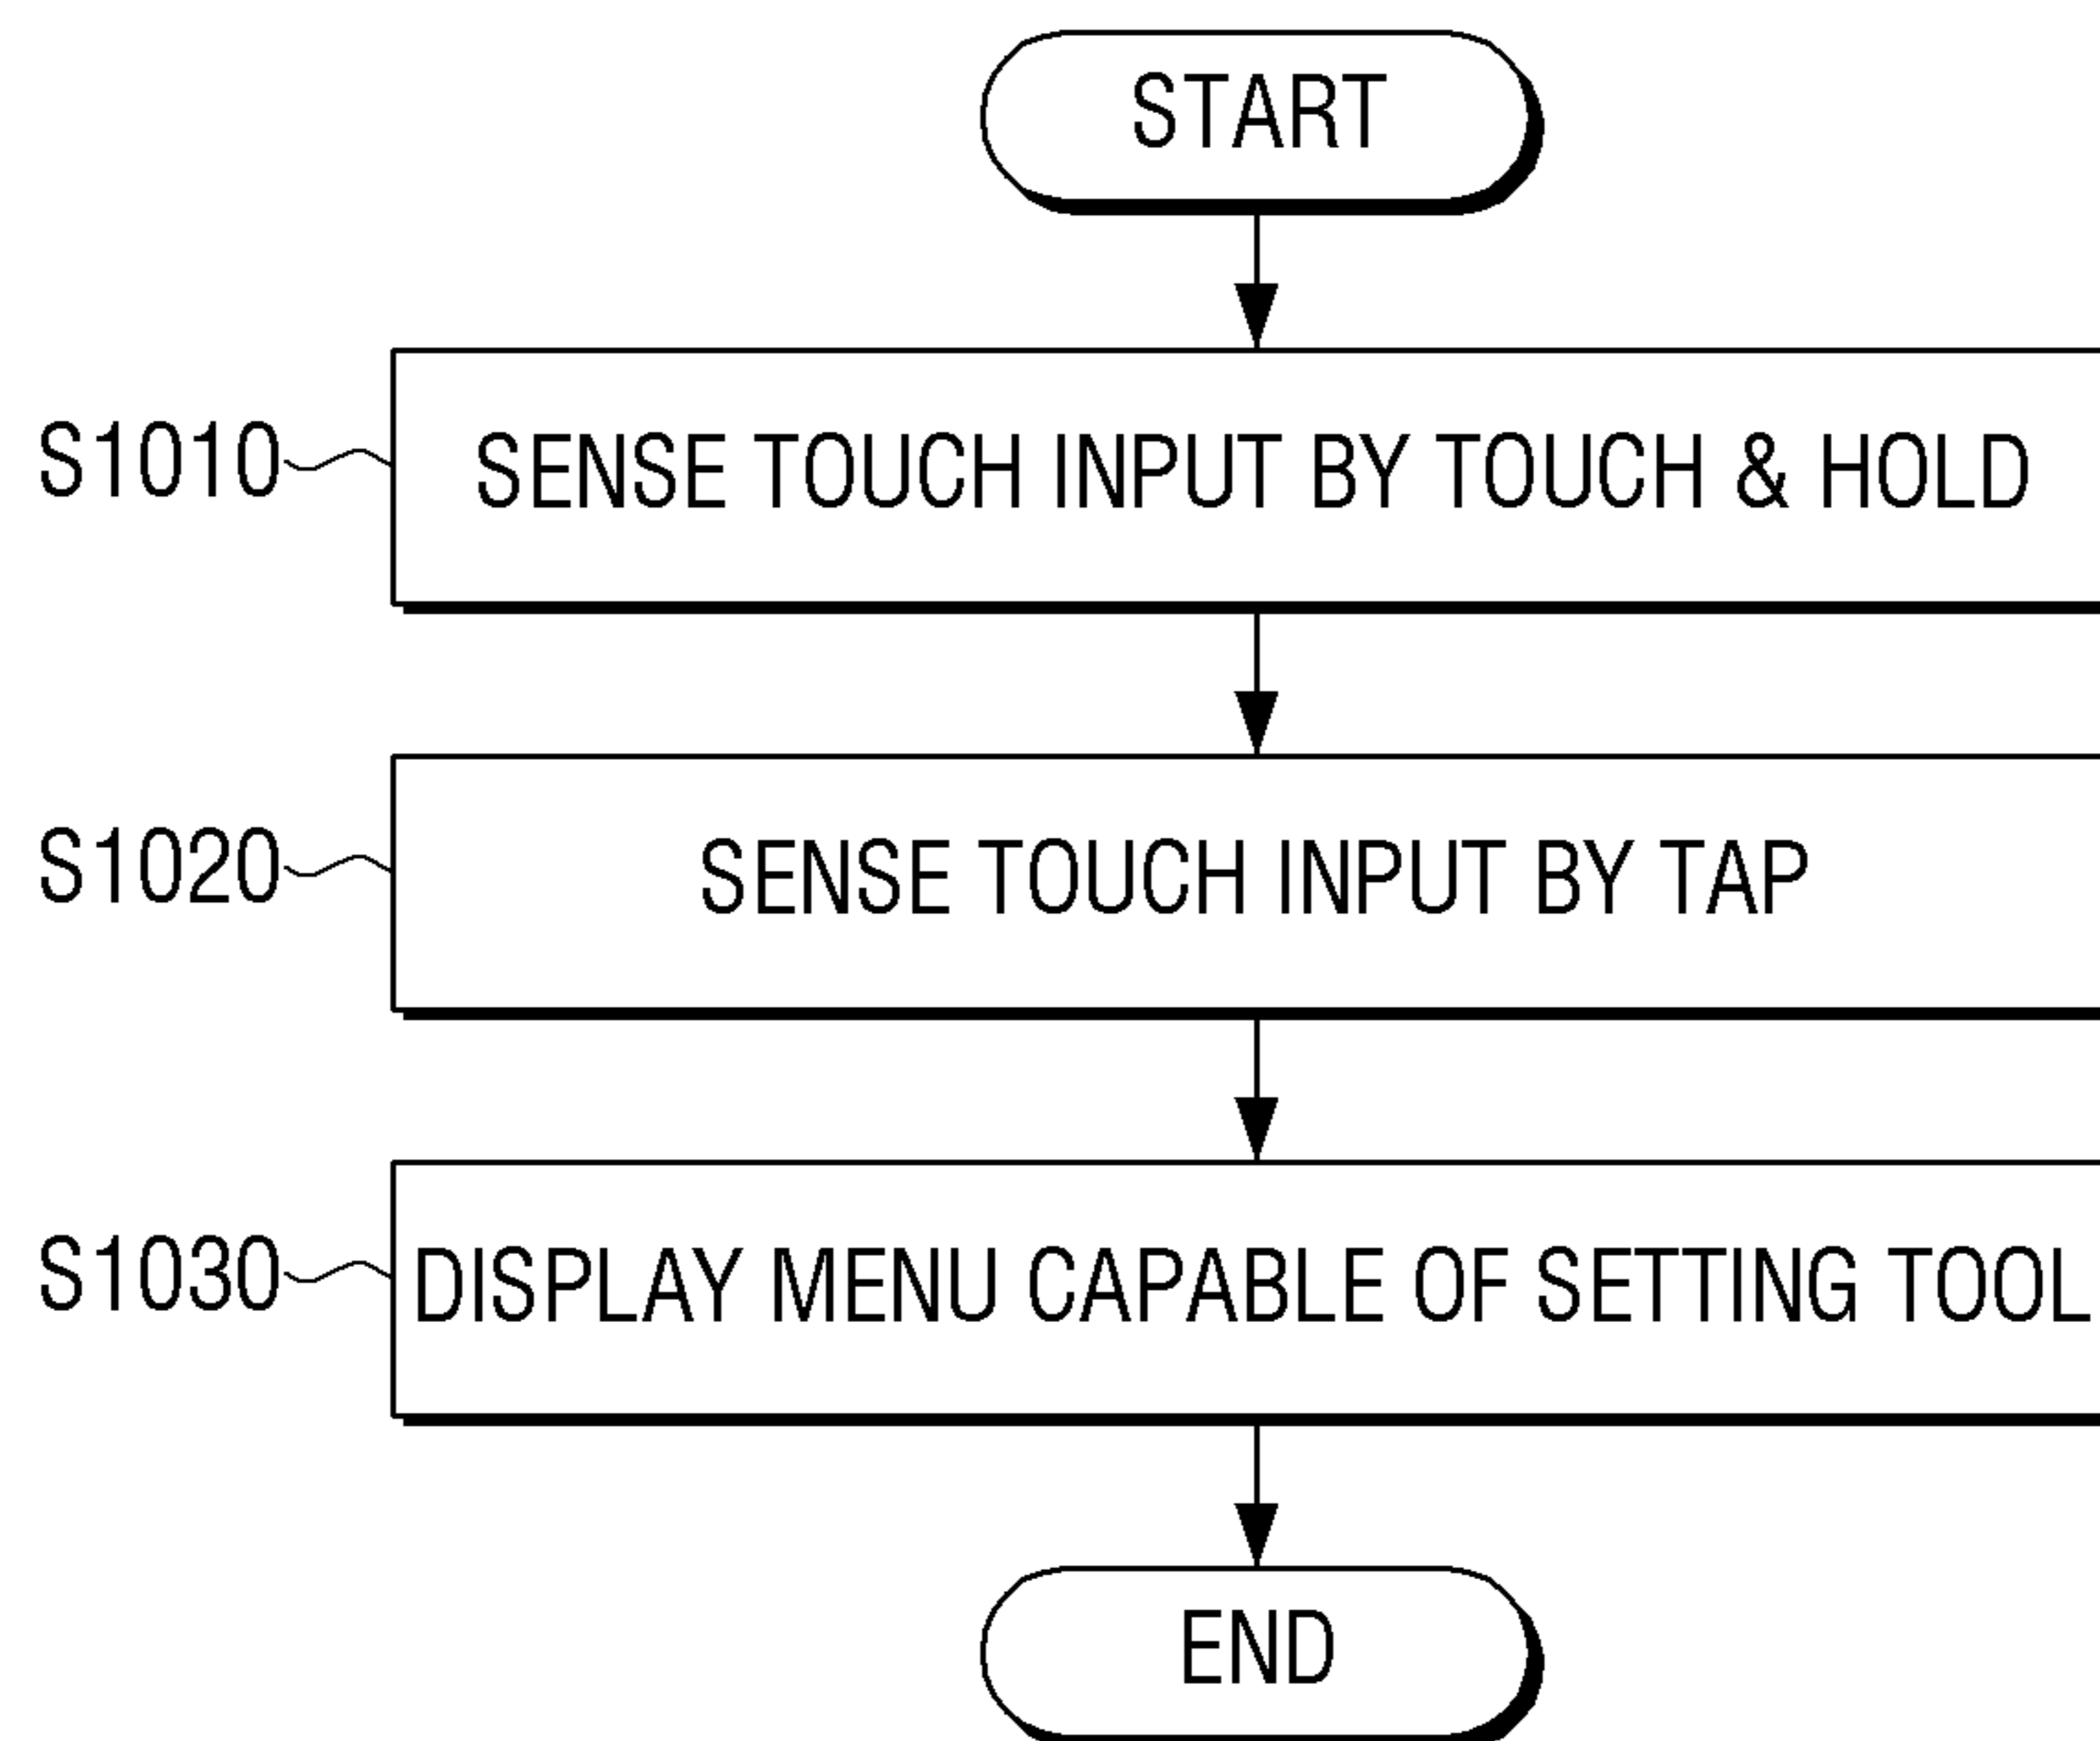 START
S1010
SENSE TOUCH INPUT BY TOUCH & HOLD
S1020
SENSE TOUCH INPUT BY TAP
S1030
DISPLAY MENU CAPABLE OF SETTING TOOL
END